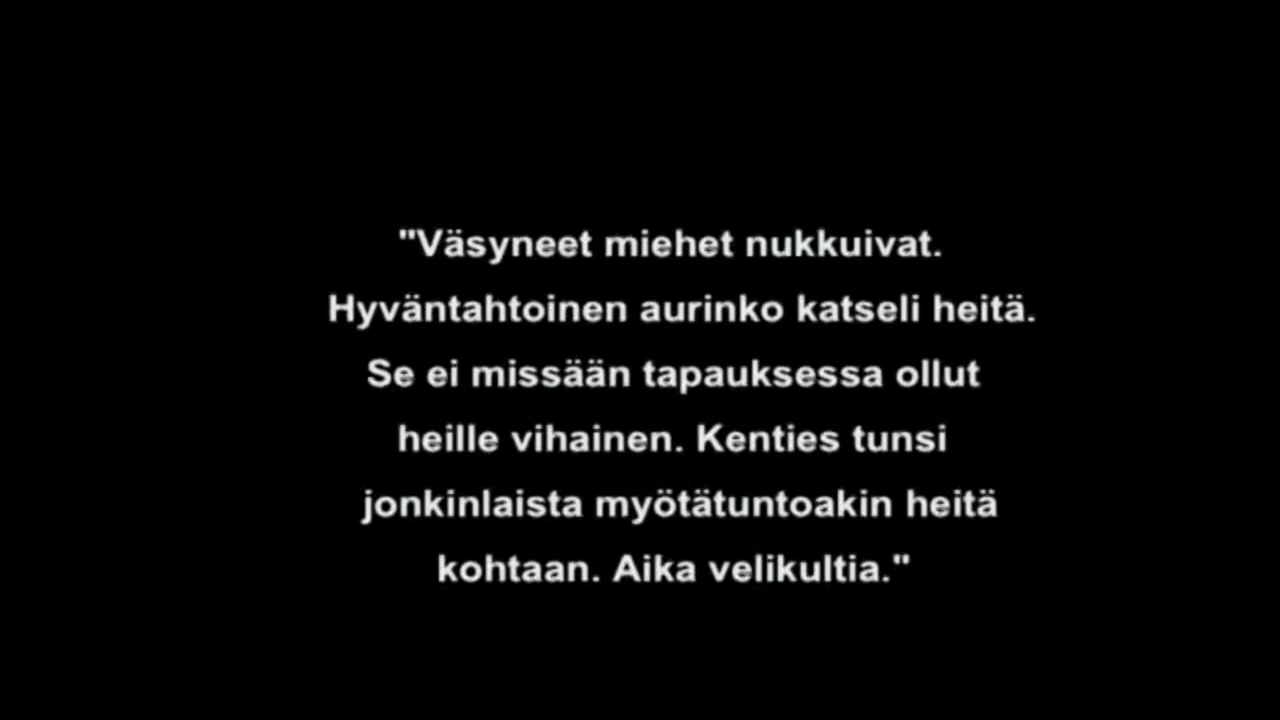 "Väsyneet miehet nukkuivat.
Hyväntahtoinen aurinko katseli heitä.
Se ei missään tapauksessa ollut
heille vihainen. Kenties tunsi
jonkinlaista myötätuntoakin heitä
kohtaan. Aika velikultia."